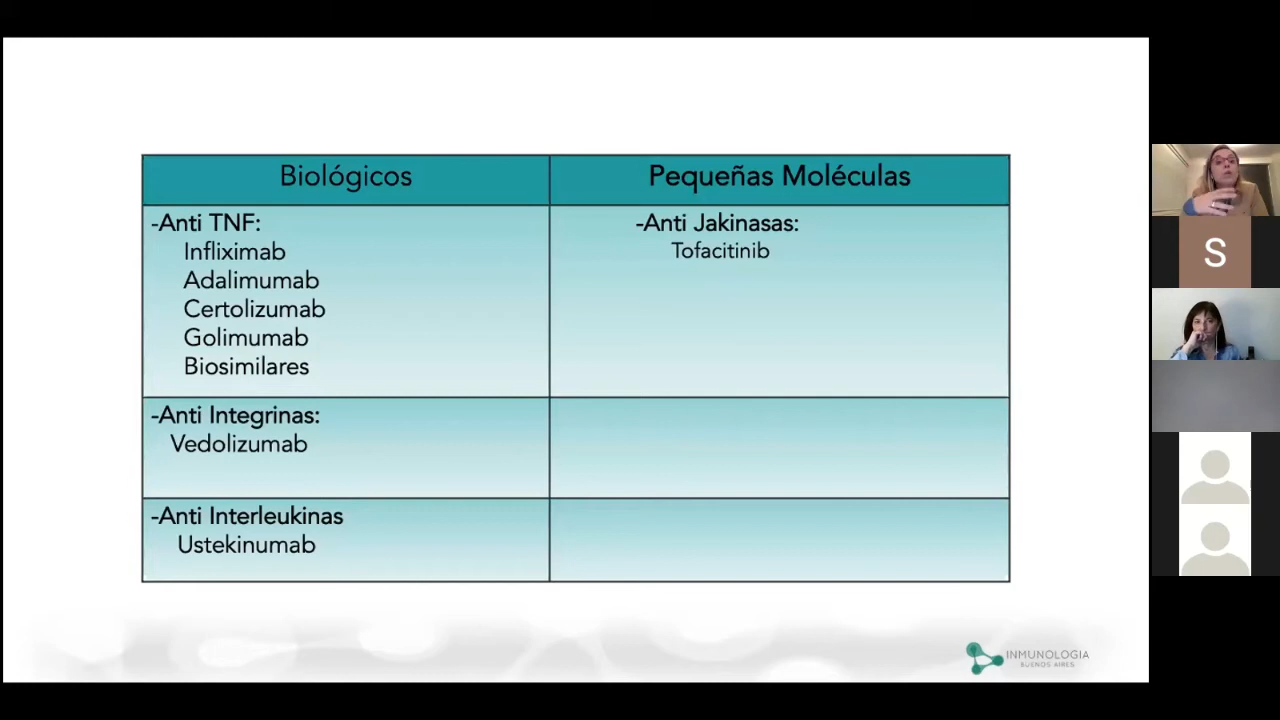 Biológicos
Pequeñas Moléculas
-Anti TNF:
Infliximab
Adalimumab
Certolizumab
Golimumab
Biosimilares
-Anti Jakinasas:
Tofacitinib
-Anti Integrinas:
Vedolizumab
-Anti Interleukinas
Ustekinumab
INMUNOLOGIA
BUENOS AIRES
S